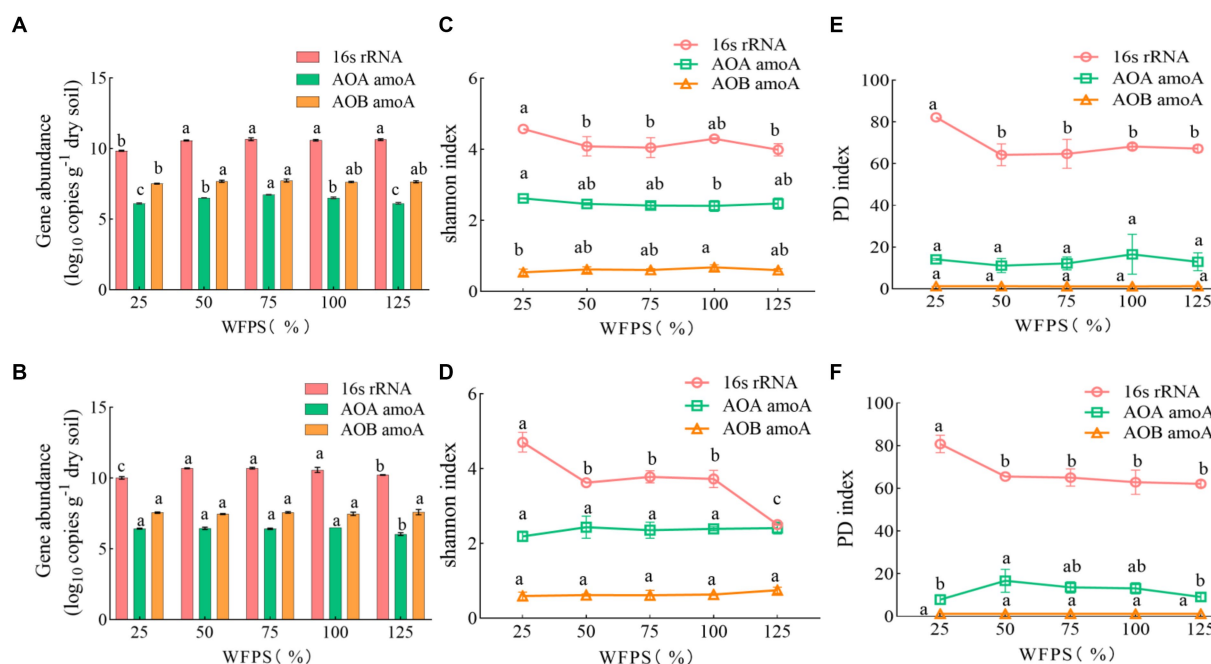 A
16s rRNA
AOA amoA
AOB amoA
Gene abundance
(log10 copies g-1 dry soil)
15
10
5
0
b a a a a
b a a ab ab
c b a b c
25 50 75 100 125
WFPS( %)
C
16s rRNA
AOA amoA
AOB amoA
shannon index
6
4
2
0
a b b ab b
a ab ab b ab
b ab ab a ab
25 50 75 100 125
WFPS( %)
E
16s rRNA
AOA amoA
AOB amoA
PD index
100
80
60
40
20
0
a b b b b
a a a a a
a a a a a
25 50 75 100 125
WFPS( %)
B
16s rRNA
AOA amoA
AOB amoA
Gene abundance
(log10 copies g-1 dry soil)
15
10
5
0
c a a a b
a a a a a
a a a a b
25 50 75 100 125
WFPS( %)
D
16s rRNA
AOA amoA
AOB amoA
shannon index
6
4
2
0
a b b b c
a a a a a
a a a a a
25 50 75 100 125
WFPS( %)
F
16s rRNA
AOA amoA
AOB amoA
PD index
100
80
60
40
20
0
a b b b b
b a ab ab b
a a a a a
25 50 75 100 125
WFPS( %)